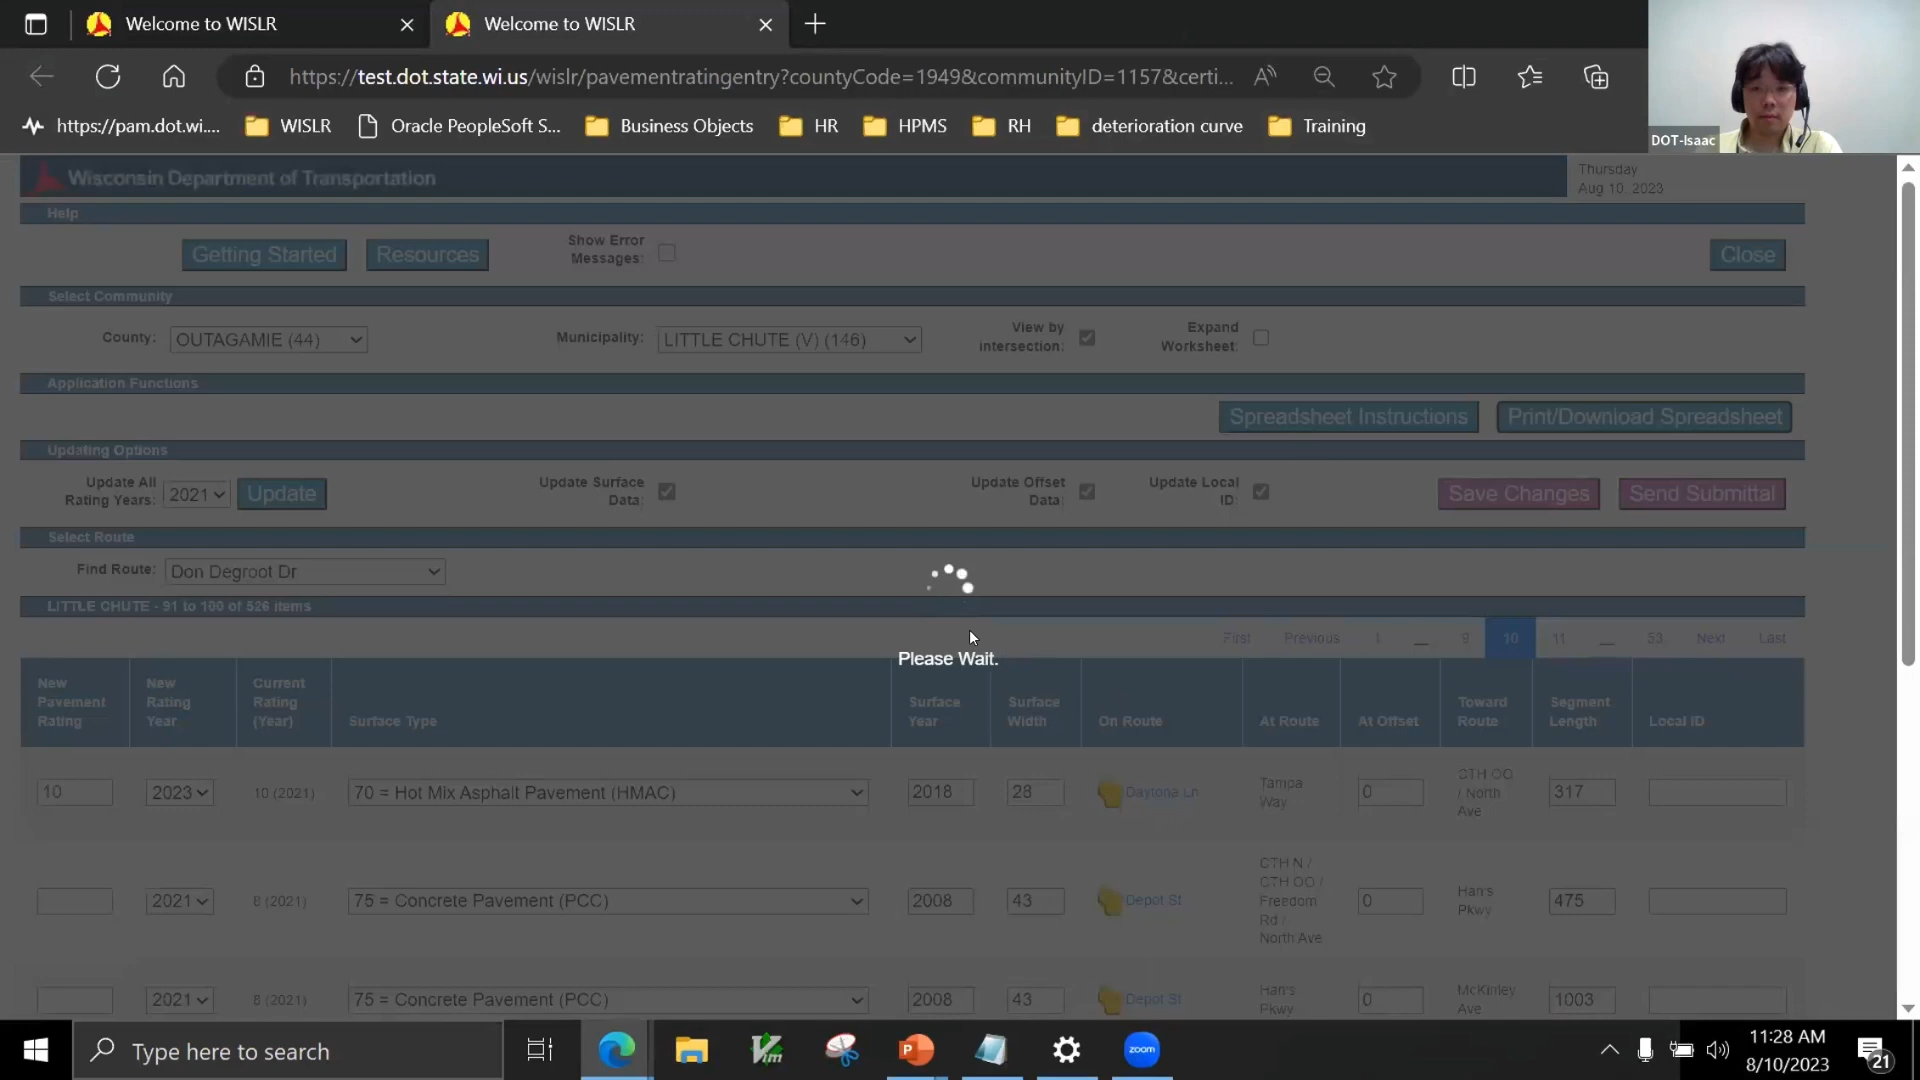 Welcome to WISLR
Welcome to WISLR
https://test.dot.state.wi.us/wislr/pavementratingentry?countyCode=1949&communityID=1157&certi...
https://pam.dot.wi.... WISLR Oracle PeopleSoft S... Business Objects HR HPMS RH deterioration curve Training
DOT-Isaac
Wisconsin Department of Transportation
Thursday
Aug 10, 2023
Help
Getting Started Resources Show Error Messages: Close
Select Community
County: OUTAGAMIE (44) Municipality: LITTLE CHUTE (V) (146) View by intersection: Expand Worksheet:
Application Functions
Spreadsheet Instructions Print/Download Spreadsheet
Updating Options
Update All Rating Years: 2021 Update Update Surface Data: Update Offset Data: Update Local ID: Save Changes Send Submittal
Select Route
Find Route: Don Degroot Dr
LITTLE CHUTE - 91 to 100 of 526 items
First Previous 1 ... 9 10 11 ... 53 Next Last
Please Wait.
New Pavement Rating New Rating Year Current Rating (Year) Surface Type Surface Year Surface Width On Route At Route At Offset Toward Route Segment Length Local ID
10 2023 10 (2021) 70 = Hot Mix Asphalt Pavement (HMAC) 2018 28 Daytona Ln Tampa Way 0 CTH OO / North Ave 317
2021 8 (2021) 75 = Concrete Pavement (PCC) 2008 43 Depot St CTH N / CTH OO / Freedom Rd / North Ave 0 Han's Pkwy 475
2021 8 (2021) 75 = Concrete Pavement (PCC) 2008 43 Depot St Han's Pkwy 0 McKinley Ave 1003
Type here to search
P
zoom
11:28 AM
8/10/2023
21